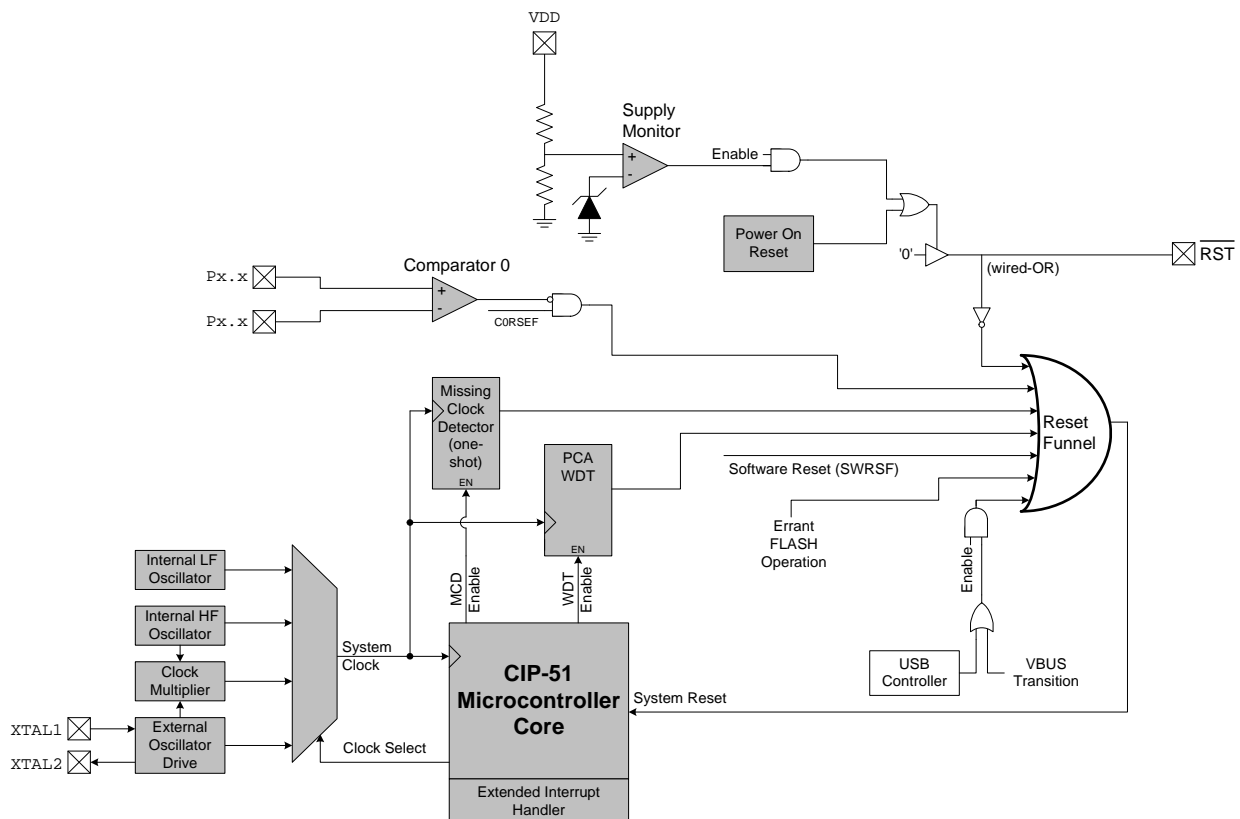 VDD
Supply
Monitor
+
-
Enable
Power On
Reset
'0'
(wired-OR)
RST
Px.x
Px.x
Comparator 0
+
-
C0RSEF
Missing
Clock
Detector
(one-
shot)
EN
PCA
WDT
EN
Software Reset (SWRSF)
Errant
FLASH
Operation
Reset
Funnel
Enable
USB
Controller
VBUS
Transition
Internal LF
Oscillator
Internal HF
Oscillator
Clock
Multiplier
External
Oscillator
Drive
XTAL1
XTAL2
System
Clock
MCD
Enable
WDT
Enable
CIP-51
Microcontroller
Core
System Reset
Clock Select
Extended Interrupt
Handler